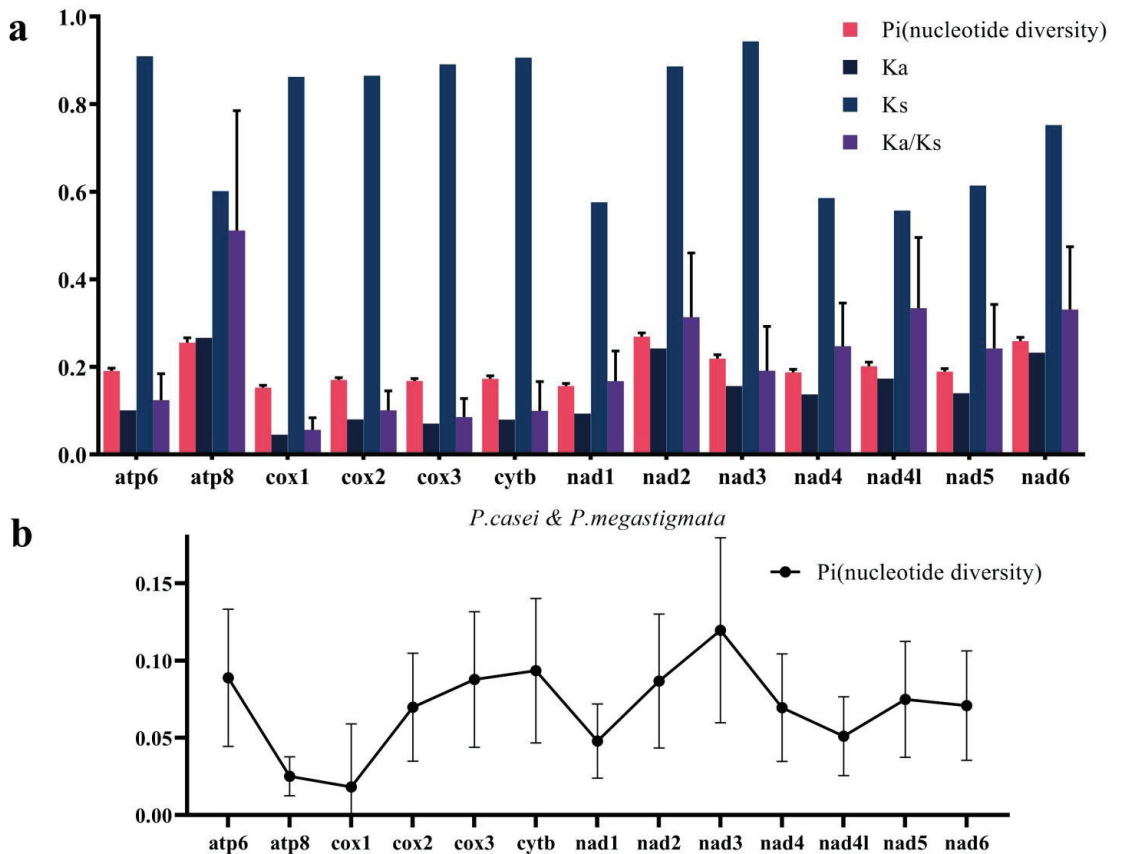 a
1.0
0.8
0.6
0.4
0.2
0.0
Pi(nucleotide diversity)
Ka
Ks
Ka/Ks
atp6 atp8 cox1 cox2 cox3 cytb nad1 nad2 nad3 nad4 nad4l nad5 nad6
b
P.casei & P.megastigmata
0.15
0.10
0.05
0.00
Pi(nucleotide diversity)
atp6 atp8 cox1 cox2 cox3 cytb nad1 nad2 nad3 nad4 nad4l nad5 nad6